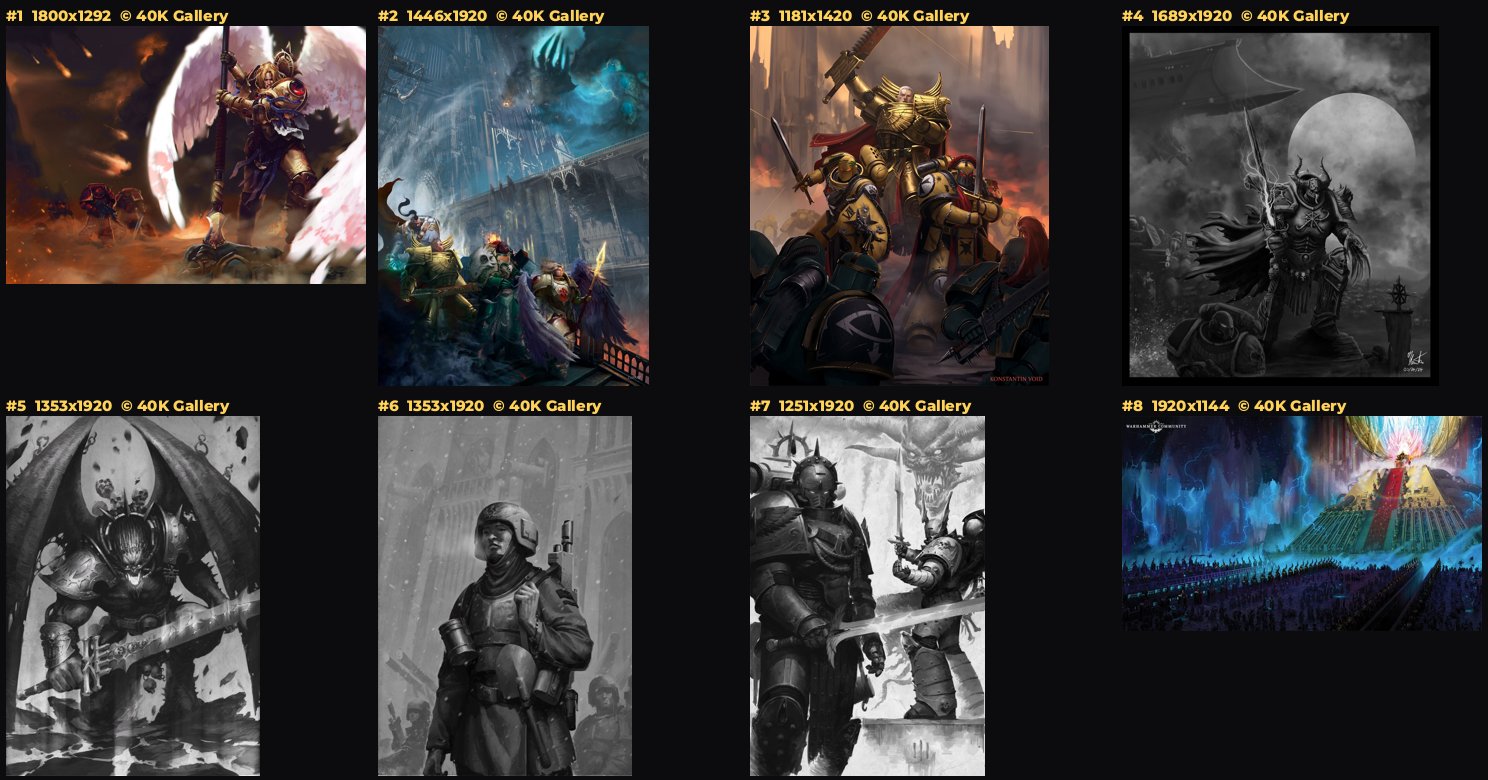 #1 1800x1292 © 40K Gallery
#2 1446x1920 © 40K Gallery
#3 1181x1420 © 40K Gallery
#4 1689x1920 © 40K Gallery
KONSTANTIN VOID
#5 1353x1920 © 40K Gallery
#6 1353x1920 © 40K Gallery
#7 1251x1920 © 40K Gallery
#8 1920x1144 © 40K Gallery
WARHAMMER COMMUNITY